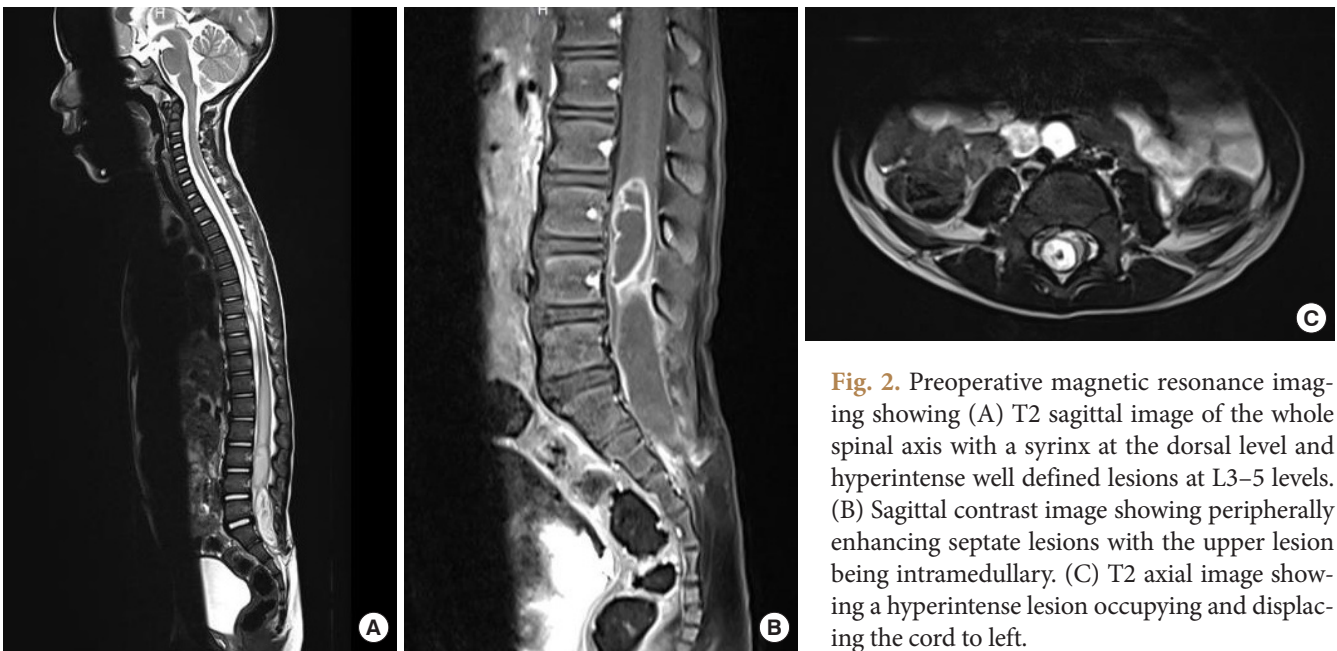 H
H
A
B
C
Fig. 2. Preoperative magnetic resonance imag-
ing showing (A) T2 sagittal image of the whole
spinal axis with a syrinx at the dorsal level and
hyperintense well defined lesions at L3–5 levels.
(B) Sagittal contrast image showing peripherally
enhancing septate lesions with the upper lesion
being intramedullary. (C) T2 axial image show-
ing a hyperintense lesion occupying and displac-
ing the cord to left.